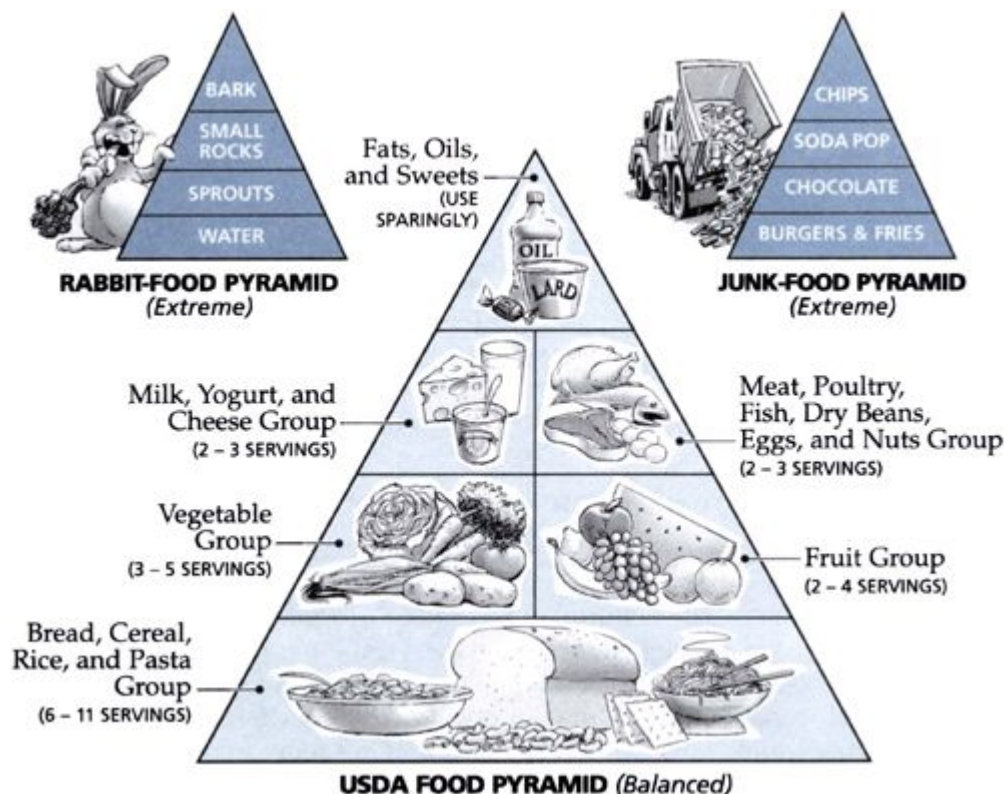 BARK
SMALL
ROCKS
SPROUTS
WATER
RABBIT-FOOD PYRAMID
(Extreme)
CHIPS
SODA POP
CHOCOLATE
BURGERS & FRIES
JUNK-FOOD PYRAMID
(Extreme)
Fats, Oils,
and Sweets
(USE
SPARINGLY)
OIL
LARD
Milk, Yogurt, and
Cheese Group
(2 – 3 SERVINGS)
Meat, Poultry,
Fish, Dry Beans,
Eggs, and Nuts Group
(2 – 3 SERVINGS)
Vegetable
Group
(3 – 5 SERVINGS)
Fruit Group
(2 – 4 SERVINGS)
Bread, Cereal,
Rice, and Pasta
Group
(6 – 11 SERVINGS)
USDA FOOD PYRAMID (Balanced)